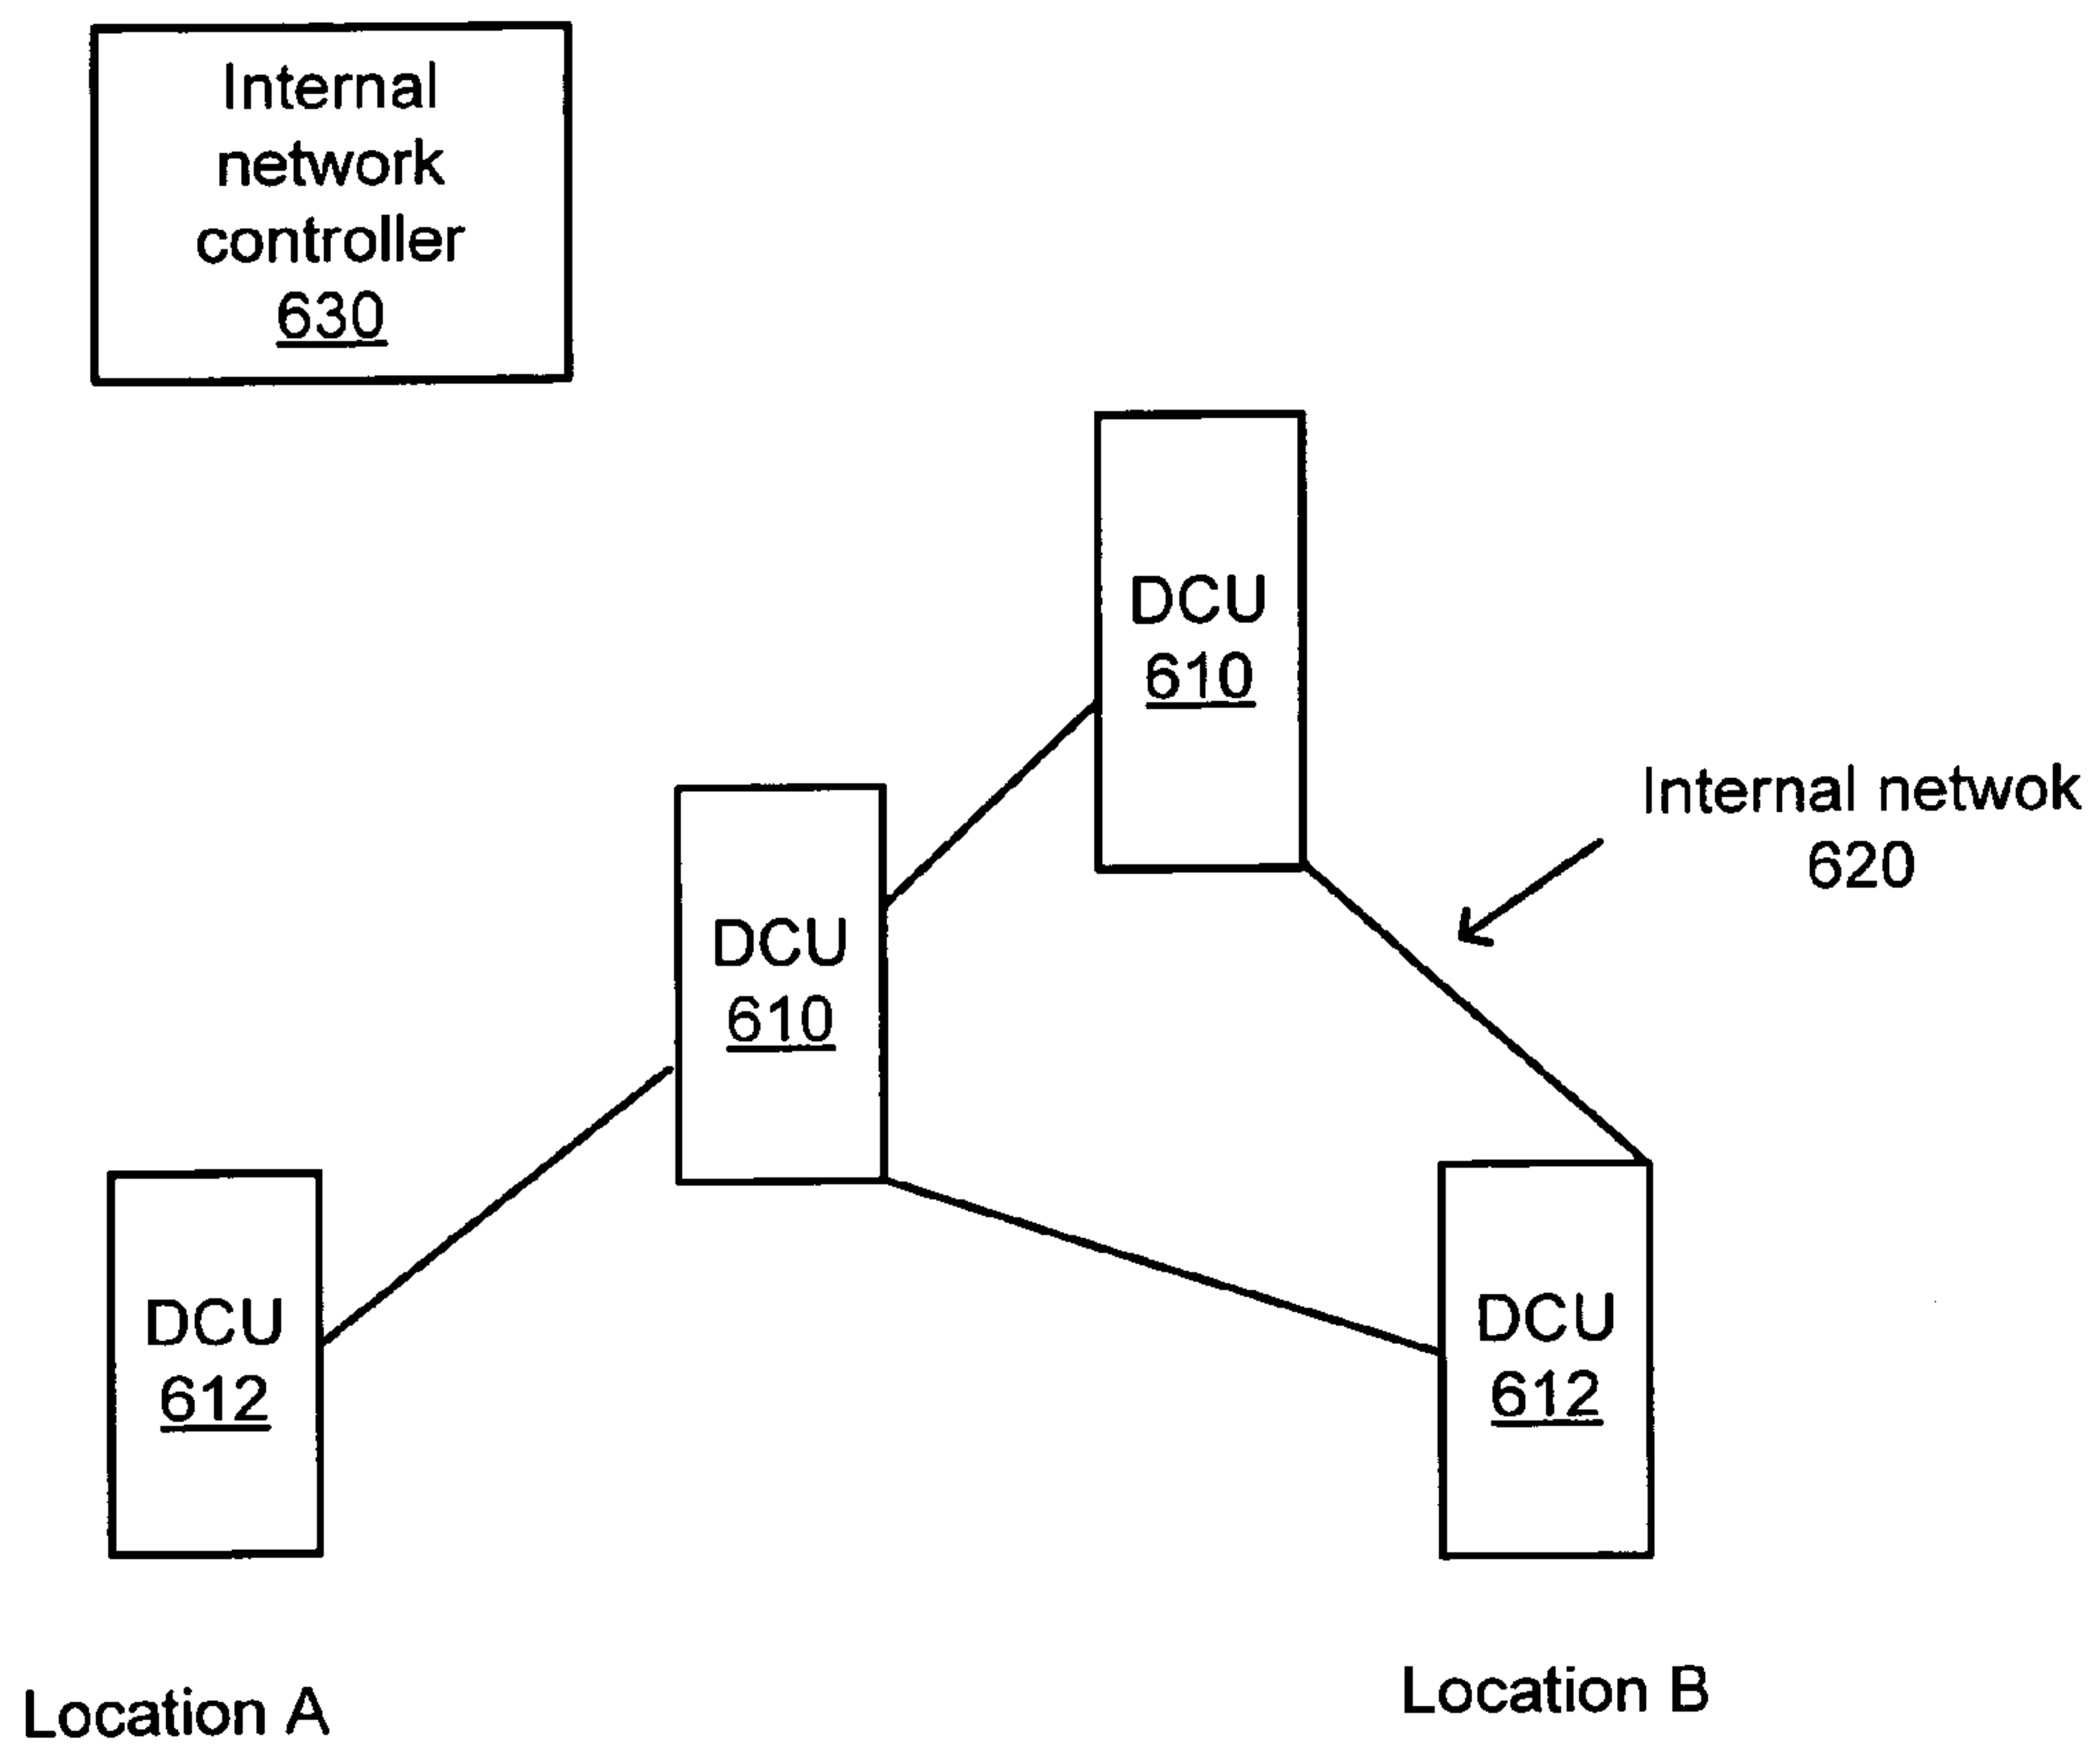 Internal
network
controller
630
DCU
610
Internal netwok
620
DCU
610
DCU
612
DCU
612
Location A
Location B